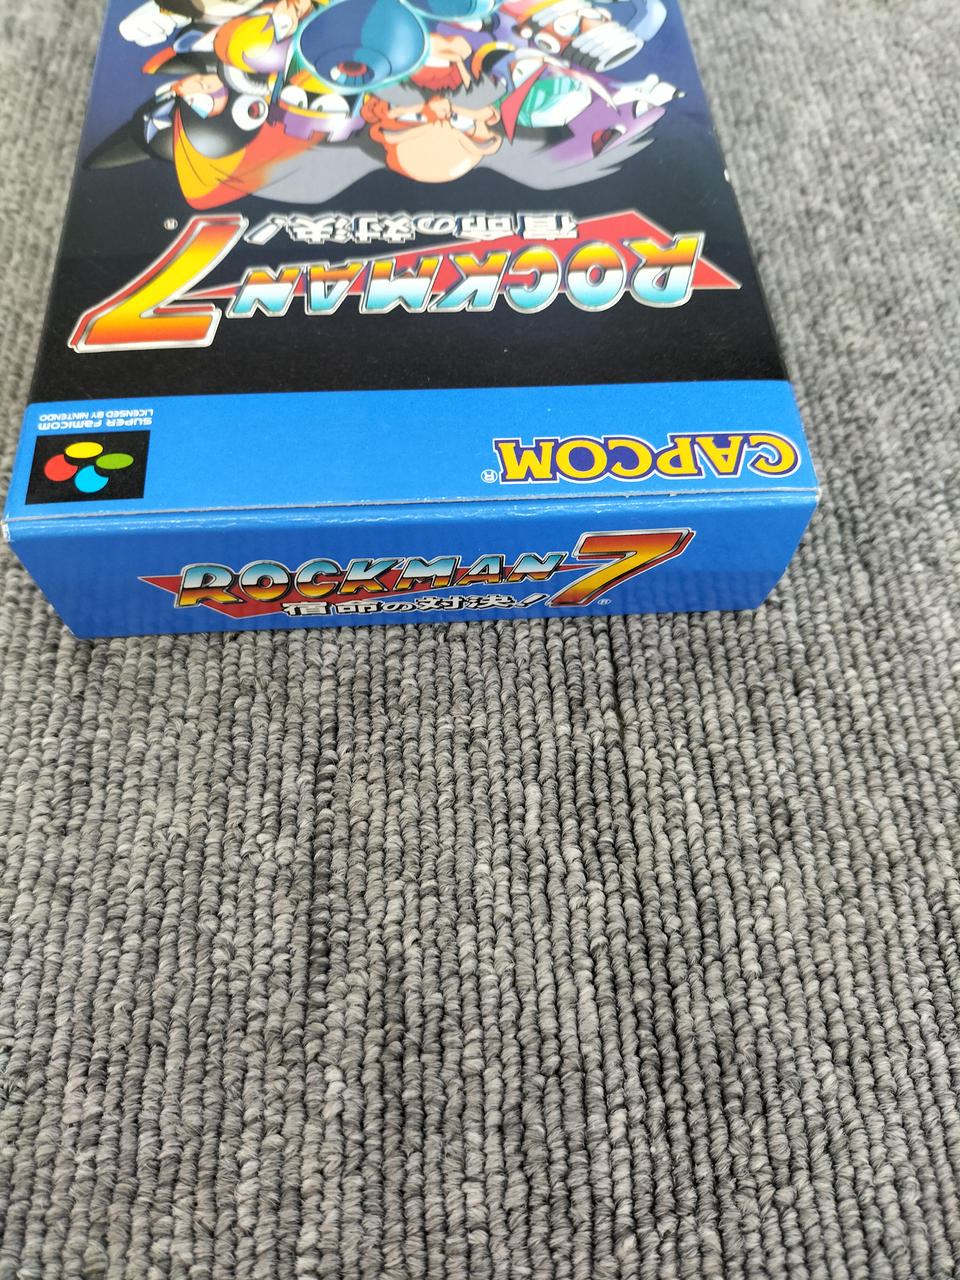 宿命の対決!
ROCKMAN 7®
CAPCOM®
SUPER FAMICOM
LICENSED BY NINTENDO
ROCKMAN 7®
宿命の対決!